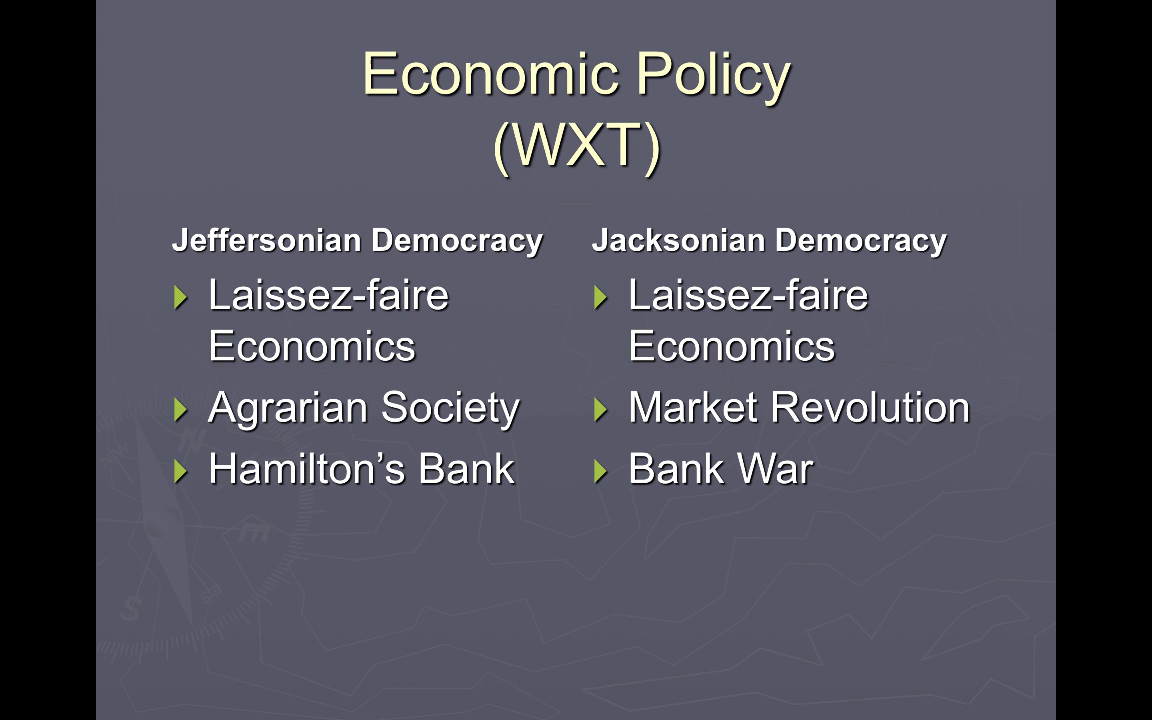 Economic Policy
(WXT)
Jeffersonian Democracy
Laissez-faire
Economics
Agrarian Society
Hamilton’s Bank
Jacksonian Democracy
Laissez-faire
Economics
Market Revolution
Bank War
N
m
S